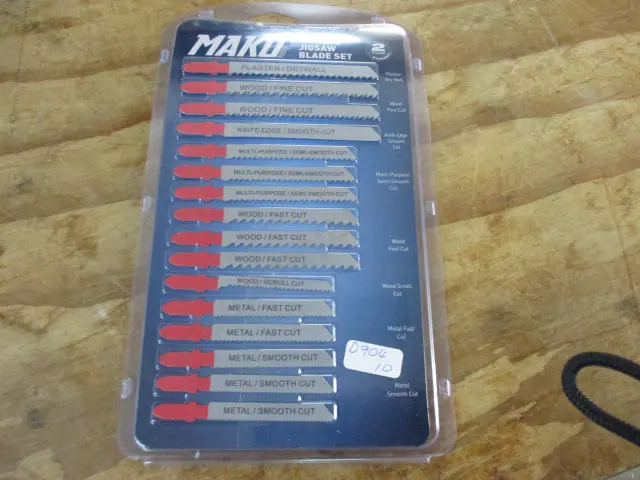 MAKO
JIGSAW
BLADE SET
2
YEAR
PLASTER / DRYWALL
Plaster
Dry Wall
WOOD / FINE CUT
WOOD / FINE CUT
Wood
Fine Cut
KNIFE EDGE / SMOOTH CUT
Knife Edge
Smooth
Cut
MULTI-PURPOSE / SEMI-SMOOTH CUT
MULTI-PURPOSE / SEMI-SMOOTH CUT
MULTI-PURPOSE / SEMI-SMOOTH CUT
Multi-Purpose
Semi-Smooth
Cut
WOOD / FAST CUT
WOOD / FAST CUT
WOOD / FAST CUT
Wood
Fast Cut
WOOD / SCROLL CUT
Wood Scroll
Cut
METAL / FAST CUT
METAL / FAST CUT
Metal Fast
Cut
METAL / SMOOTH CUT
METAL / SMOOTH CUT
METAL / SMOOTH CUT
Metal
Smooth Cut
0904
10